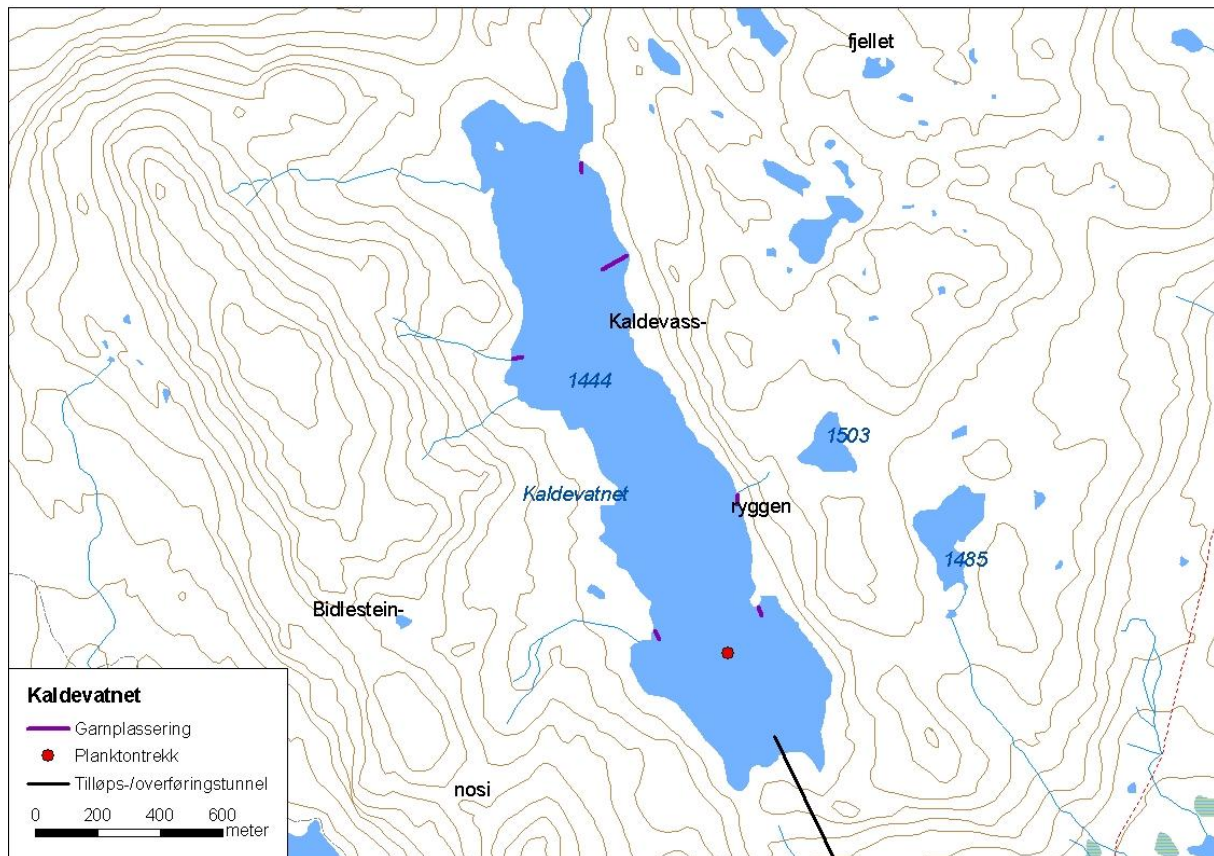 fjellet
Kaldevass-
1444
1503
Kaldevatnet
ryggen
1485
Bidlestein-
nosi
Kaldevatnet
Garnplassering
Planktontrekk
Tilløps-/overføringstunnel
0 200 400 600
meter